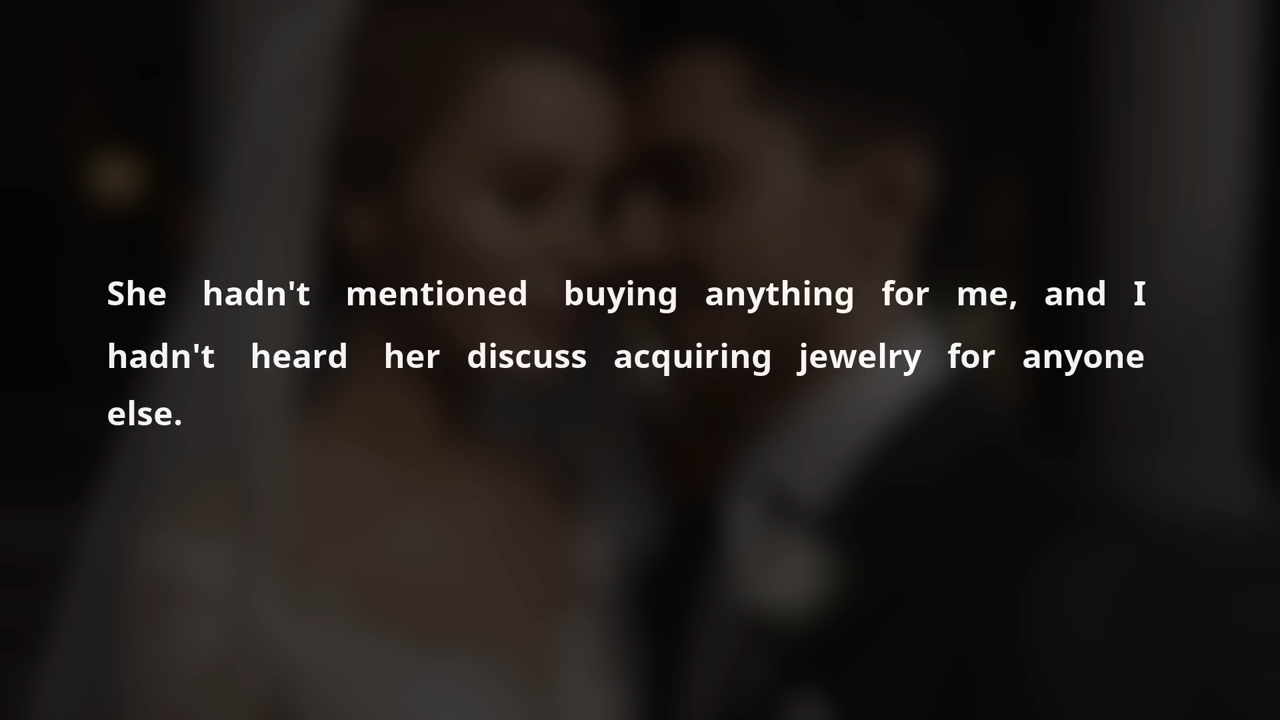 She hadn't mentioned buying anything for me, and I
hadn't heard her discuss acquiring jewelry for anyone
else.